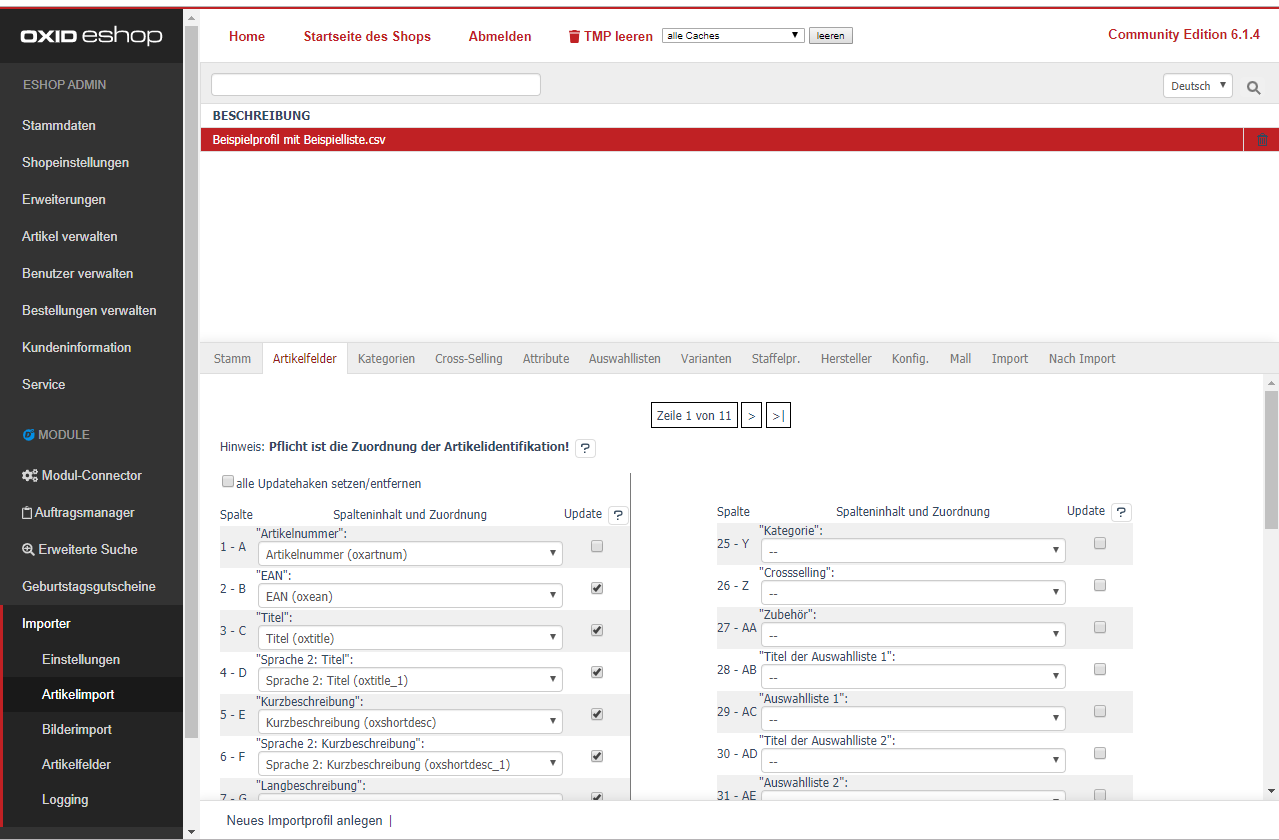 OXID eshop
Home Startseite des Shops Abmelden TMP leeren alle Caches leeren Community Edition 6.1.4
ESHOP ADMIN
Stammdaten
Shopeinstellungen
Erweiterungen
Artikel verwalten
Benutzer verwalten
Bestellungen verwalten
Kundeninformation
Service
MODULE
Modul-Connector
Auftragsmanager
Erweiterte Suche
Geburtstagsgutscheine
Importer
Einstellungen
Artikelimport
Bilderimport
Artikelfelder
Logging
Deutsch
BESCHREIBUNG
Beispielprofil mit Beispielliste.csv
Stamm Artikelfelder Kategorien Cross-Selling Attribute Auswahllisten Varianten Staffelpr. Hersteller Konfig. Mall Import Nach Import
Zeile 1 von 11 > >|
Hinweis: Pflicht ist die Zuordnung der Artikelidentifikation! ?
alle Updatehaken setzen/entfernen
Spalte Spalteninhalt und Zuordnung Update ?
"Artikelnummer":
1 - A Artikelnummer (oxartnum)
"EAN":
2 - B EAN (oxean)
"Titel":
3 - C Titel (oxtitle)
"Sprache 2: Titel":
4 - D Sprache 2: Titel (oxtitle_1)
"Kurzbeschreibung":
5 - E Kurzbeschreibung (oxshortdesc)
"Sprache 2: Kurzbeschreibung":
6 - F Sprache 2: Kurzbeschreibung (oxshortdesc_1)
"Langbeschreibung":
7 - G
Spalte Spalteninhalt und Zuordnung Update ?
"Kategorie":
25 - Y --
"Crossselling":
26 - Z --
"Zubehör":
27 - AA --
"Titel der Auswahlliste 1":
28 - AB --
"Auswahlliste 1":
29 - AC --
"Titel der Auswahlliste 2":
30 - AD --
"Auswahlliste 2":
31 - AE
Neues Importprofil anlegen |